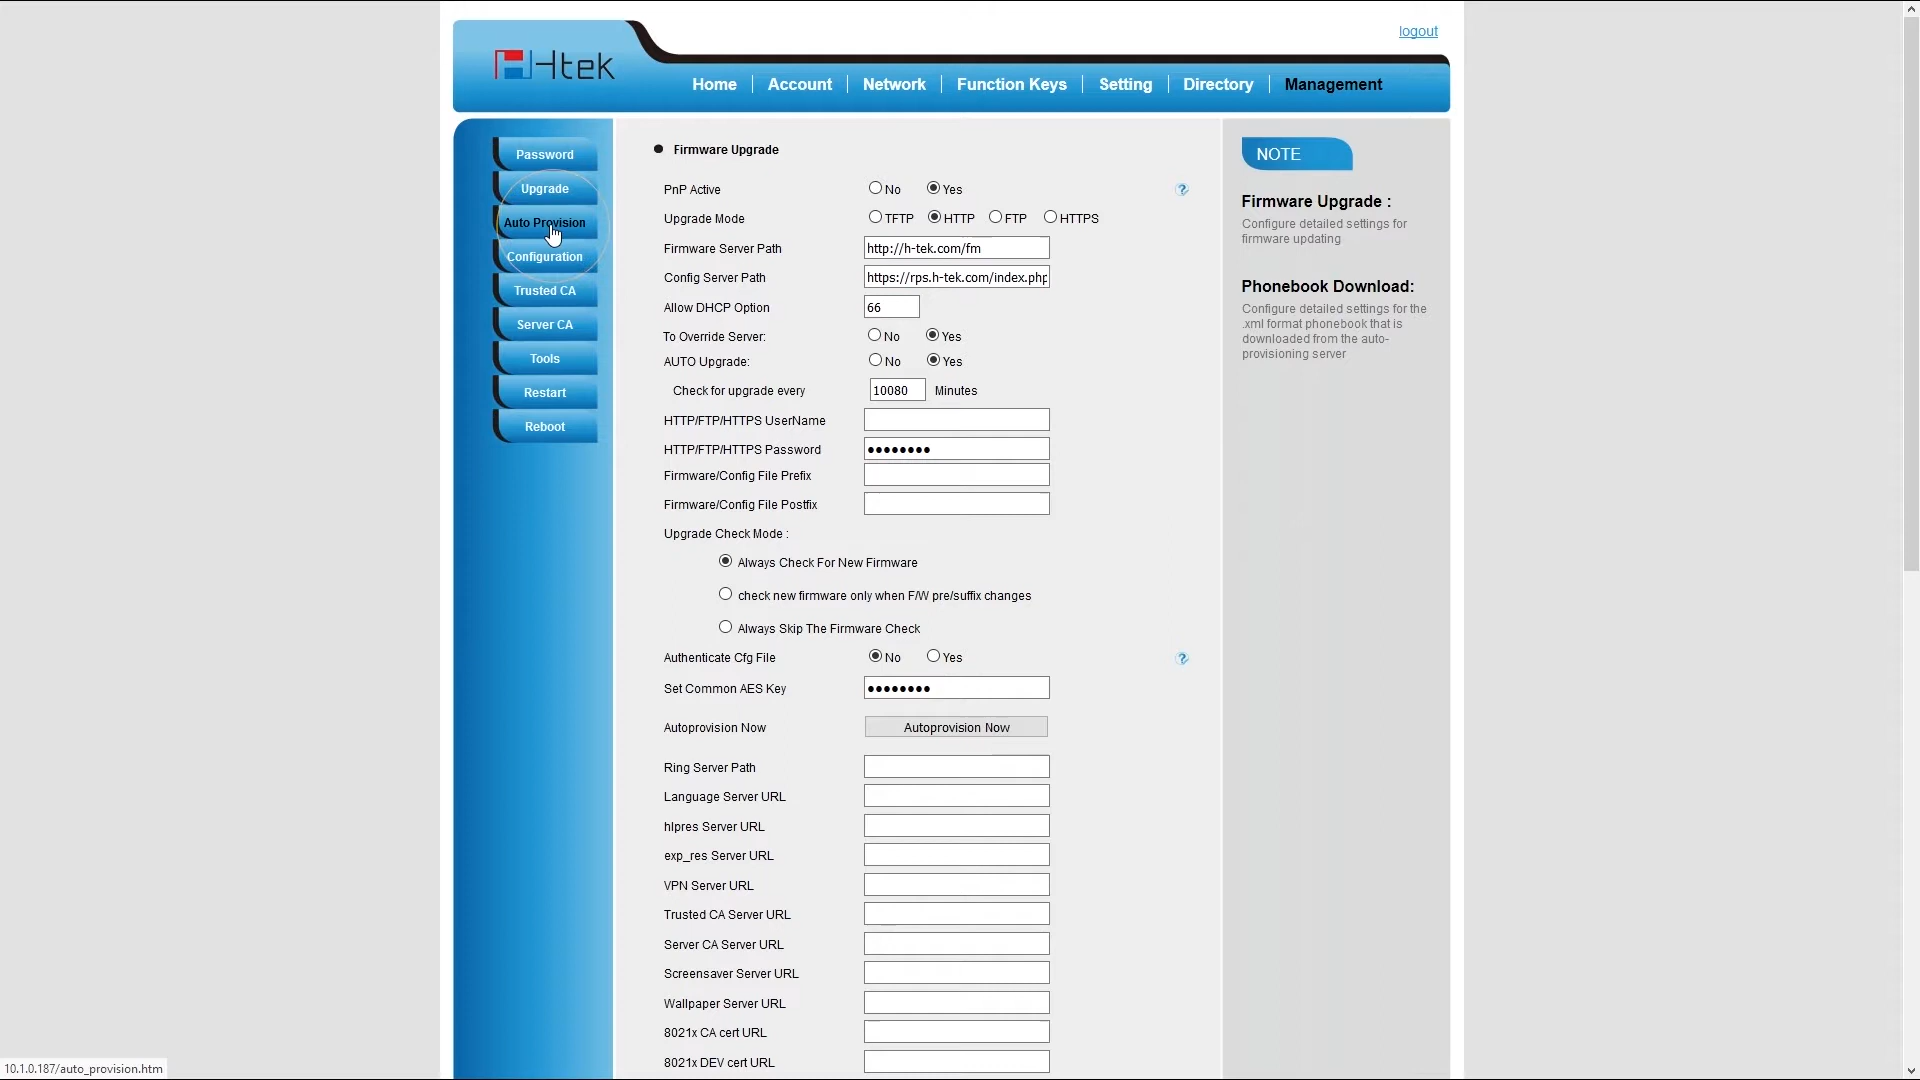 logout
Htek
Home Account Network Function Keys Setting Directory Management
Password
Upgrade
Auto Provision
Configuration
Trusted CA
Server CA
Tools
Restart
Reboot
Firmware Upgrade
PnP Active No Yes
Upgrade Mode TFTP HTTP FTP HTTPS
Firmware Server Path http://h-tek.com/fm
Config Server Path https://rps.h-tek.com/index.php
Allow DHCP Option 66
To Override Server: No Yes
AUTO Upgrade: No Yes
Check for upgrade every 10080 Minutes
HTTP/FTP/HTTPS UserName
HTTP/FTP/HTTPS Password ••••••••
Firmware/Config File Prefix
Firmware/Config File Postfix
Upgrade Check Mode :
Always Check For New Firmware
check new firmware only when F/W pre/suffix changes
Always Skip The Firmware Check
Authenticate Cfg File No Yes
Set Common AES Key ••••••••
Autoprovision Now Autoprovision Now
Ring Server Path
Language Server URL
hlpres Server URL
exp_res Server URL
VPN Server URL
Trusted CA Server URL
Server CA Server URL
Screensaver Server URL
Wallpaper Server URL
8021x CA cert URL
8021x DEV cert URL
NOTE
Firmware Upgrade :
Configure detailed settings for
firmware updating
Phonebook Download:
Configure detailed settings for the
.xml format phonebook that is
downloaded from the auto-
provisioning server
10.1.0.187/auto_provision.htm